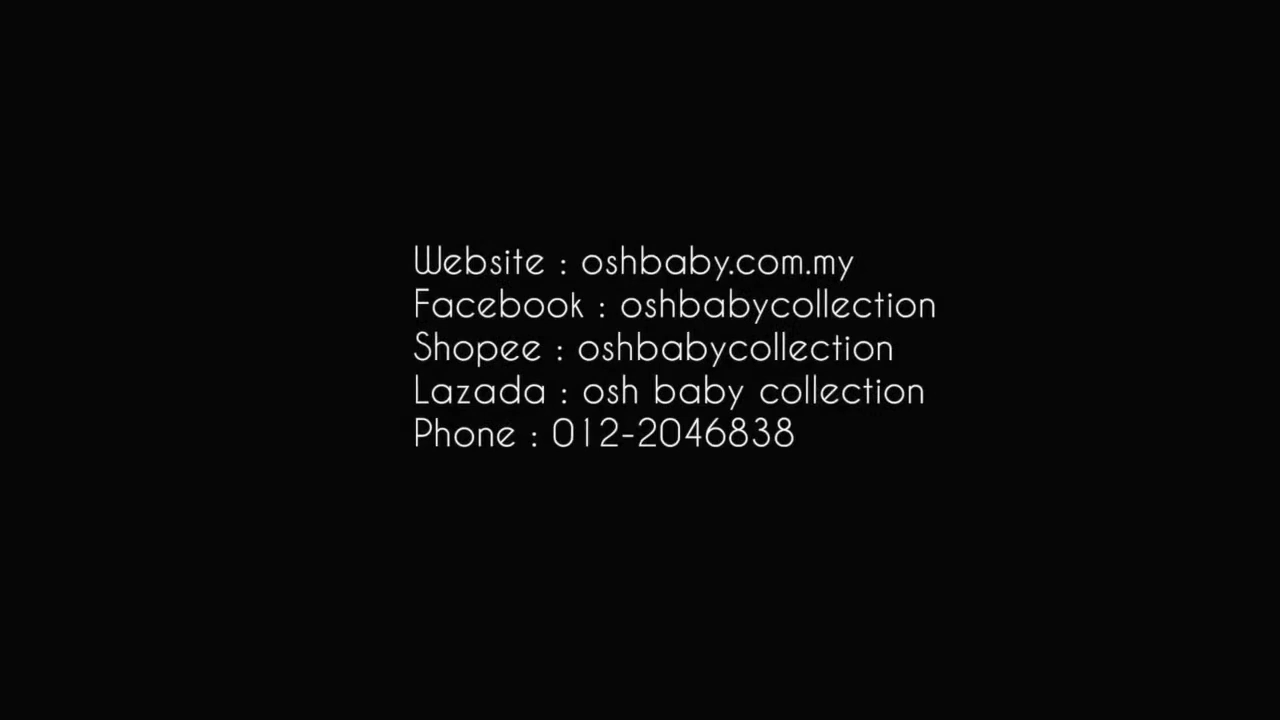 Website : oshbaby.com.my
Facebook : oshbabycollection
Shopee : oshbabycollection
Lazada : osh baby collection
Phone : 012-2046838